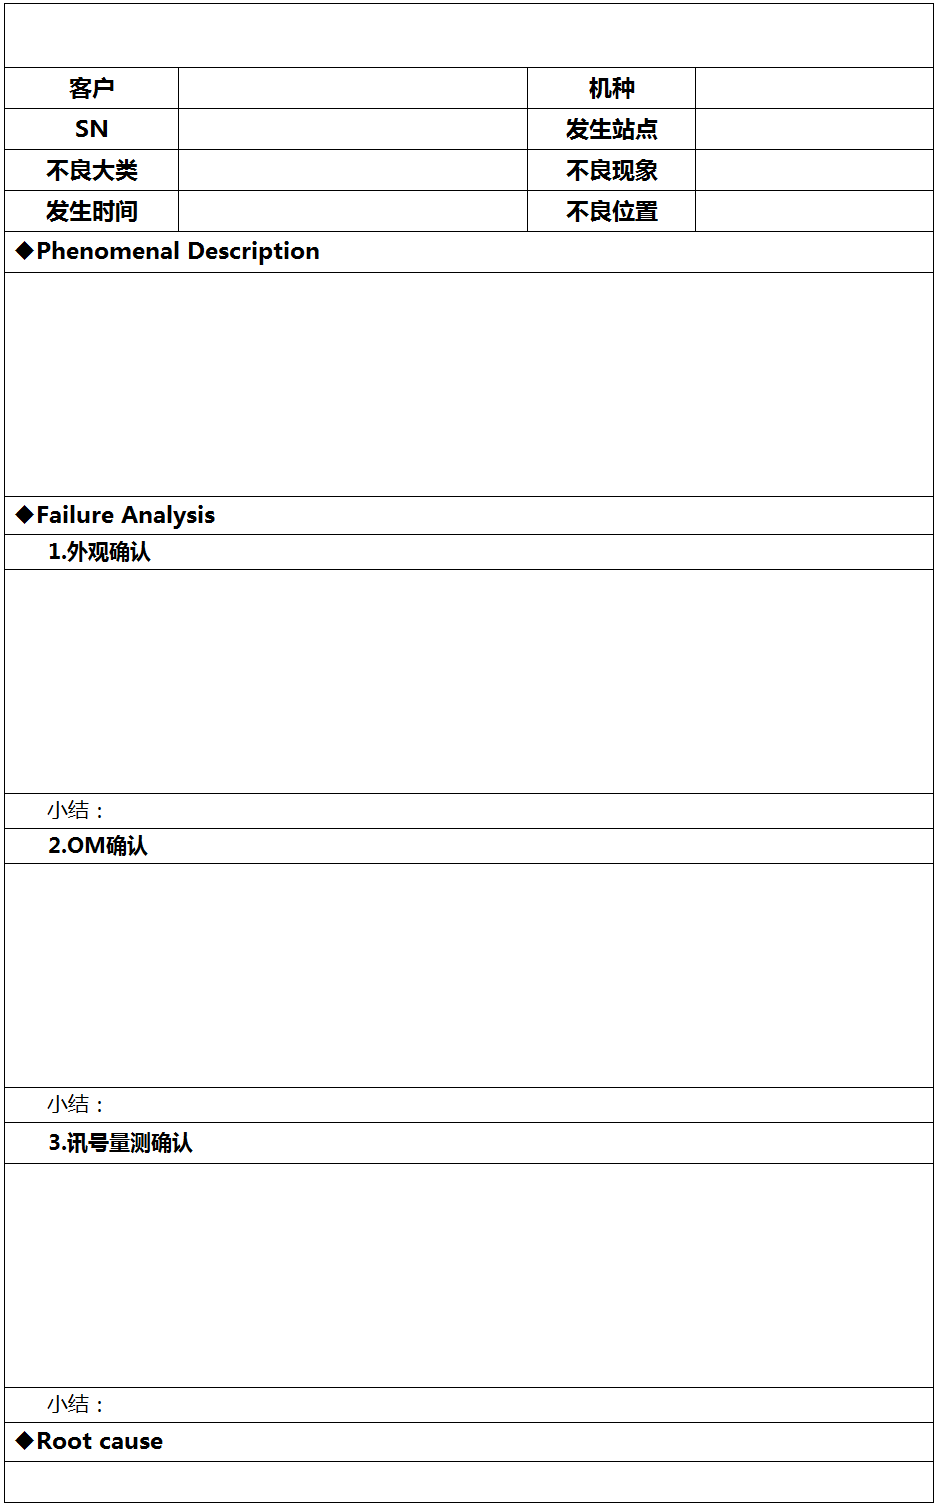 客户 机种
SN 发生站点
不良大类 不良现象
发生时间 不良位置
◆Phenomenal Description
◆Failure Analysis
1.外观确认
小结：
2.OM确认
小结：
3.讯号量测确认
小结：
◆Root cause